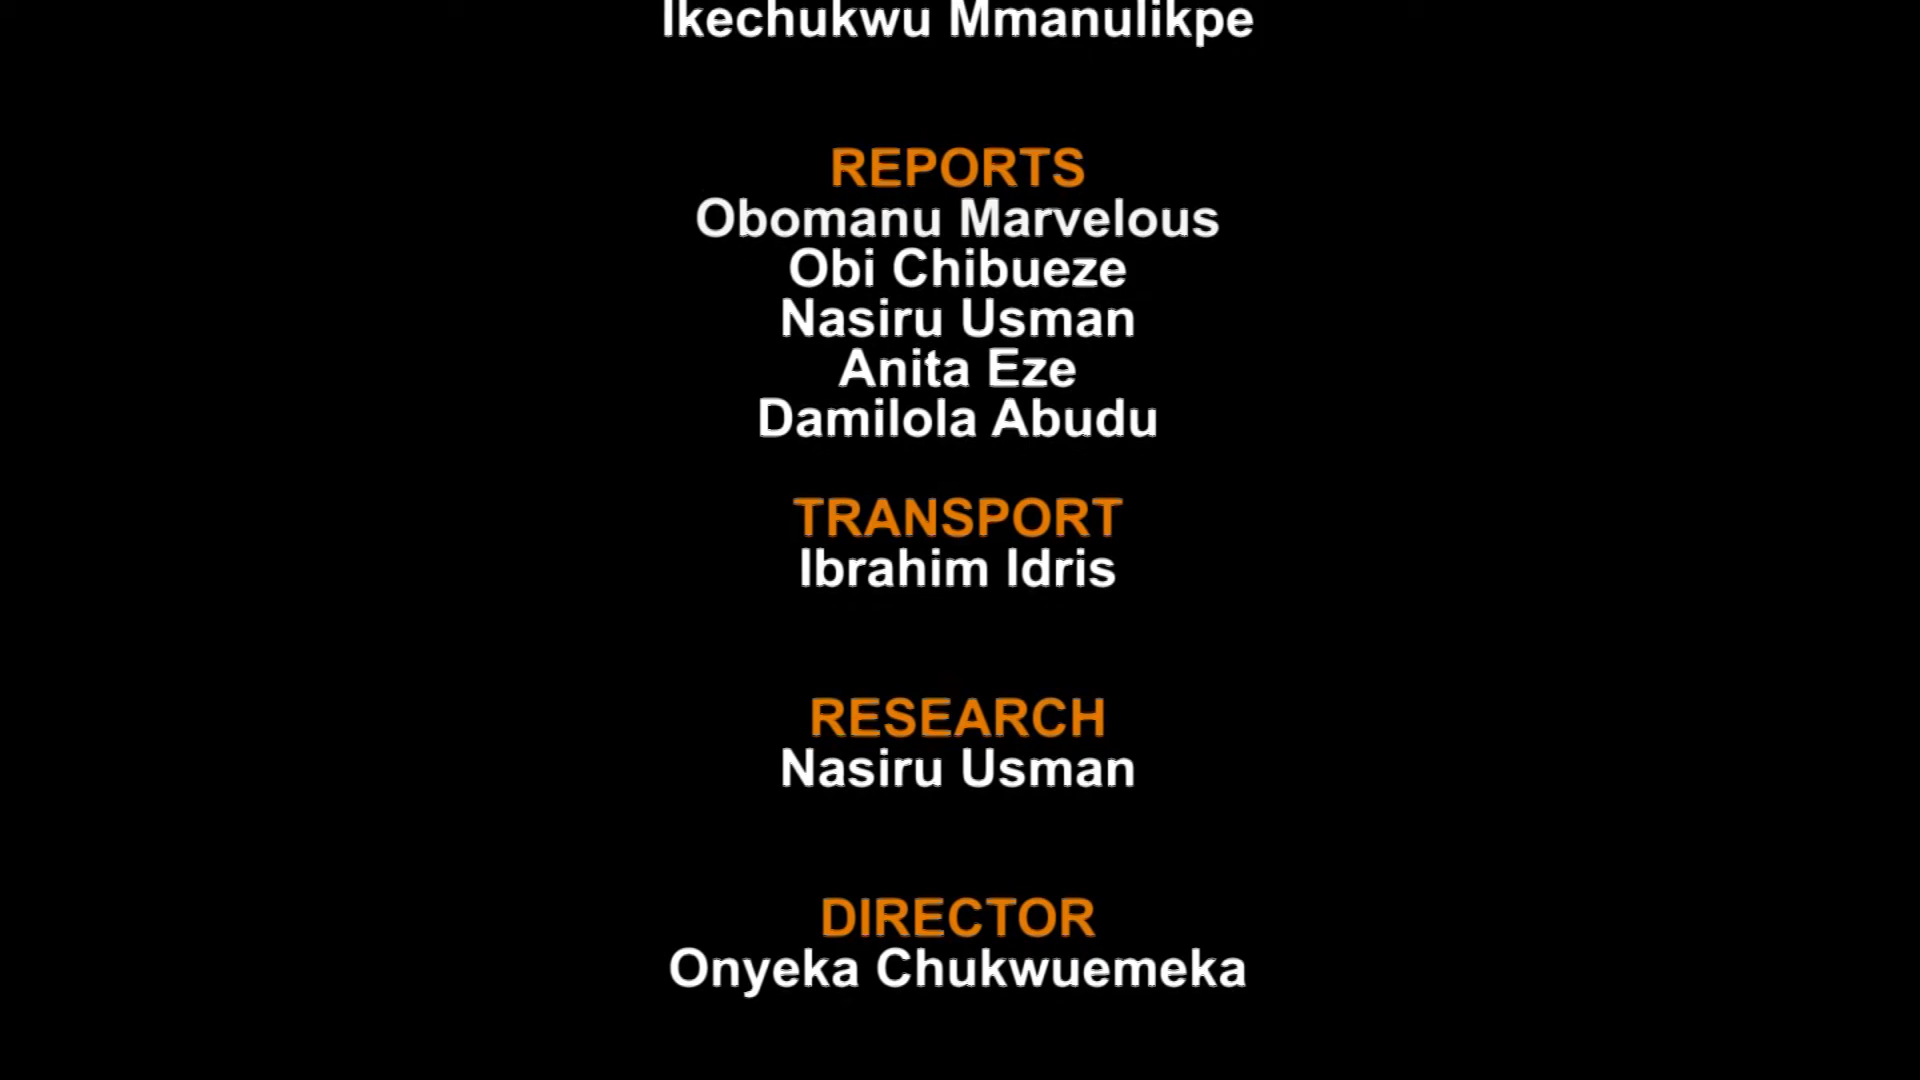 Ikechukwu Mmanulikpe
REPORTS
Obomanu Marvelous
Obi Chibueze
Nasiru Usman
Anita Eze
Damilola Abudu
TRANSPORT
Ibrahim Idris
RESEARCH
Nasiru Usman
DIRECTOR
Onyeka Chukwuemeka